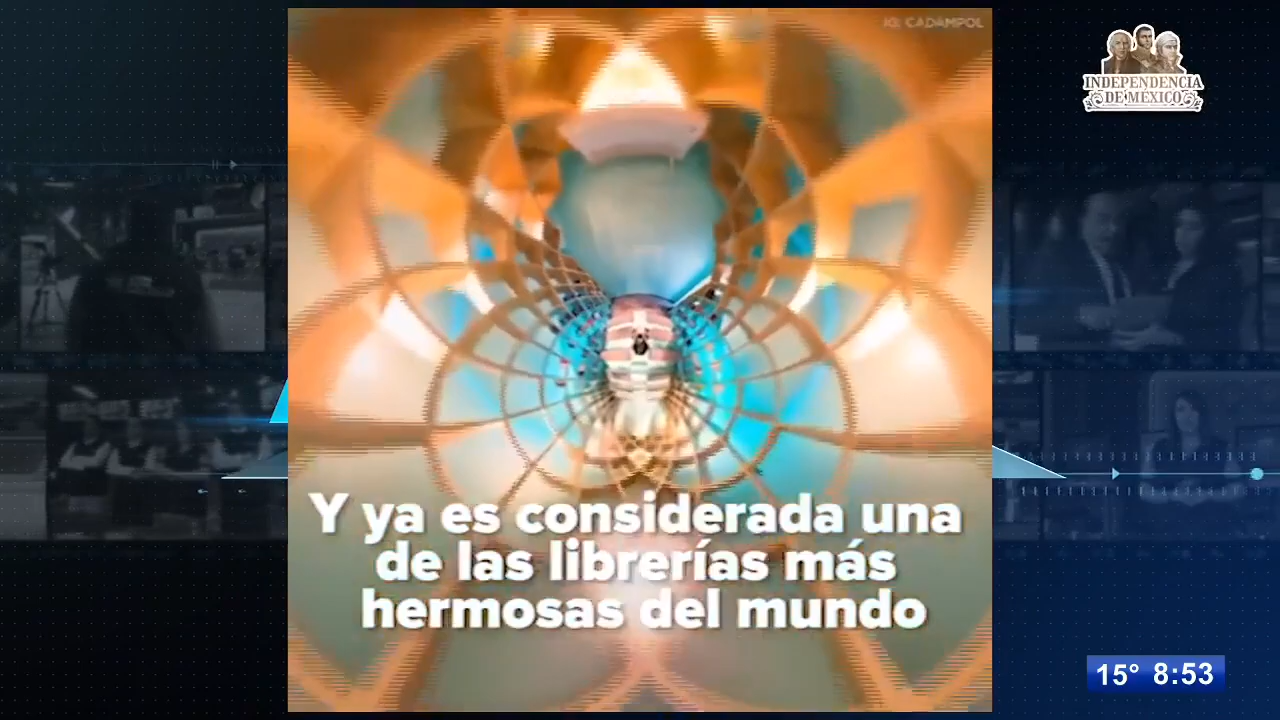 IG: CADAMPOL
INDEPENDENCIA
DE MÉXICO
Y ya es considerada una
de las librerías más
hermosas del mundo
15° 8:53